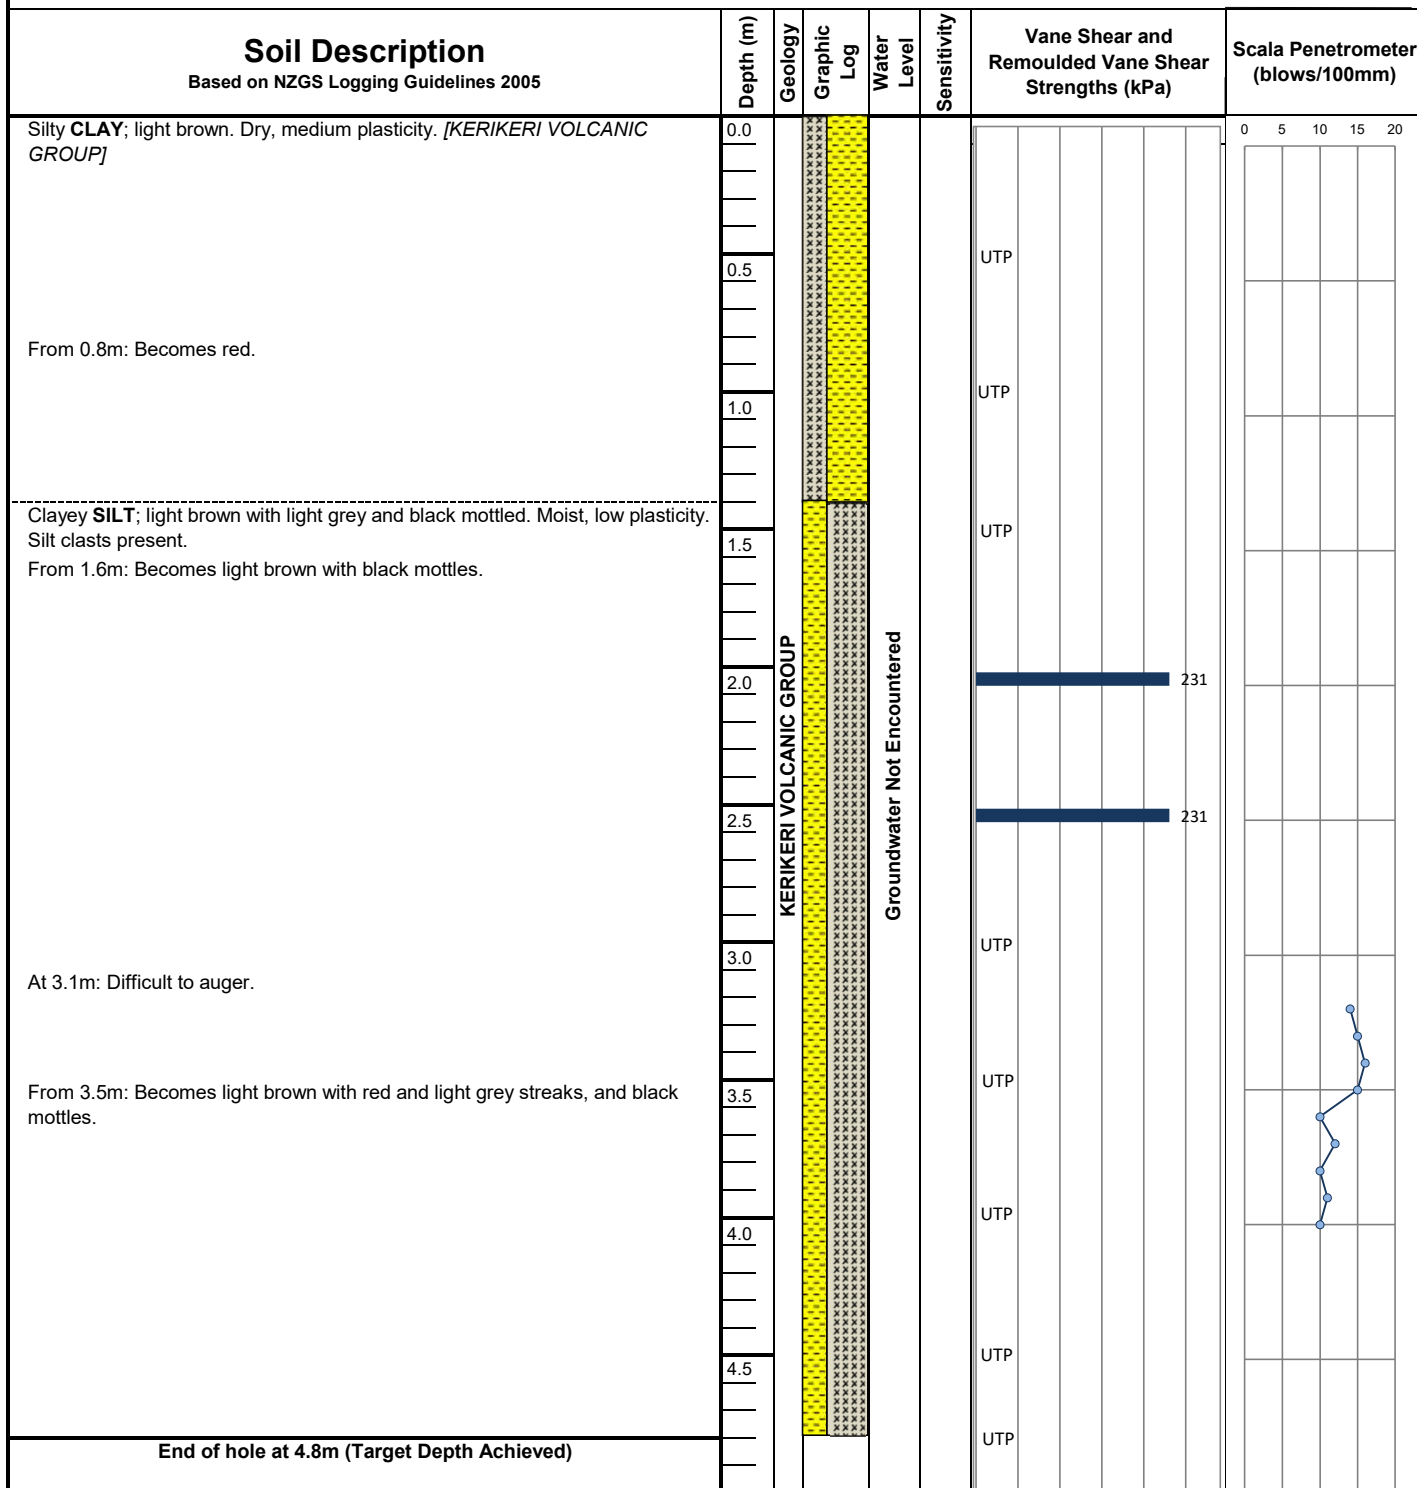 Soil Description
Based on NZGS Logging Guidelines 2005
Depth (m)
Geology
Graphic
Log
Water
Level
Sensitivity
Vane Shear and
Remoulded Vane Shear
Strengths (kPa)
Scala Penetrometer
(blows/100mm)
0 5 10 15 20
Silty CLAY; light brown. Dry, medium plasticity. [KERIKERI VOLCANIC
GROUP]
0.0
UTP
0.5
From 0.8m: Becomes red.
UTP
1.0
Clayey SILT; light brown with light grey and black mottled. Moist, low plasticity.
Silt clasts present.
UTP
1.5
From 1.6m: Becomes light brown with black mottles.
KERIKERI VOLCANIC GROUP
Groundwater Not Encountered
2.0
231
2.5
231
UTP
3.0
At 3.1m: Difficult to auger.
UTP
From 3.5m: Becomes light brown with red and light grey streaks, and black
mottles.
3.5
UTP
4.0
UTP
4.5
UTP
End of hole at 4.8m (Target Depth Achieved)